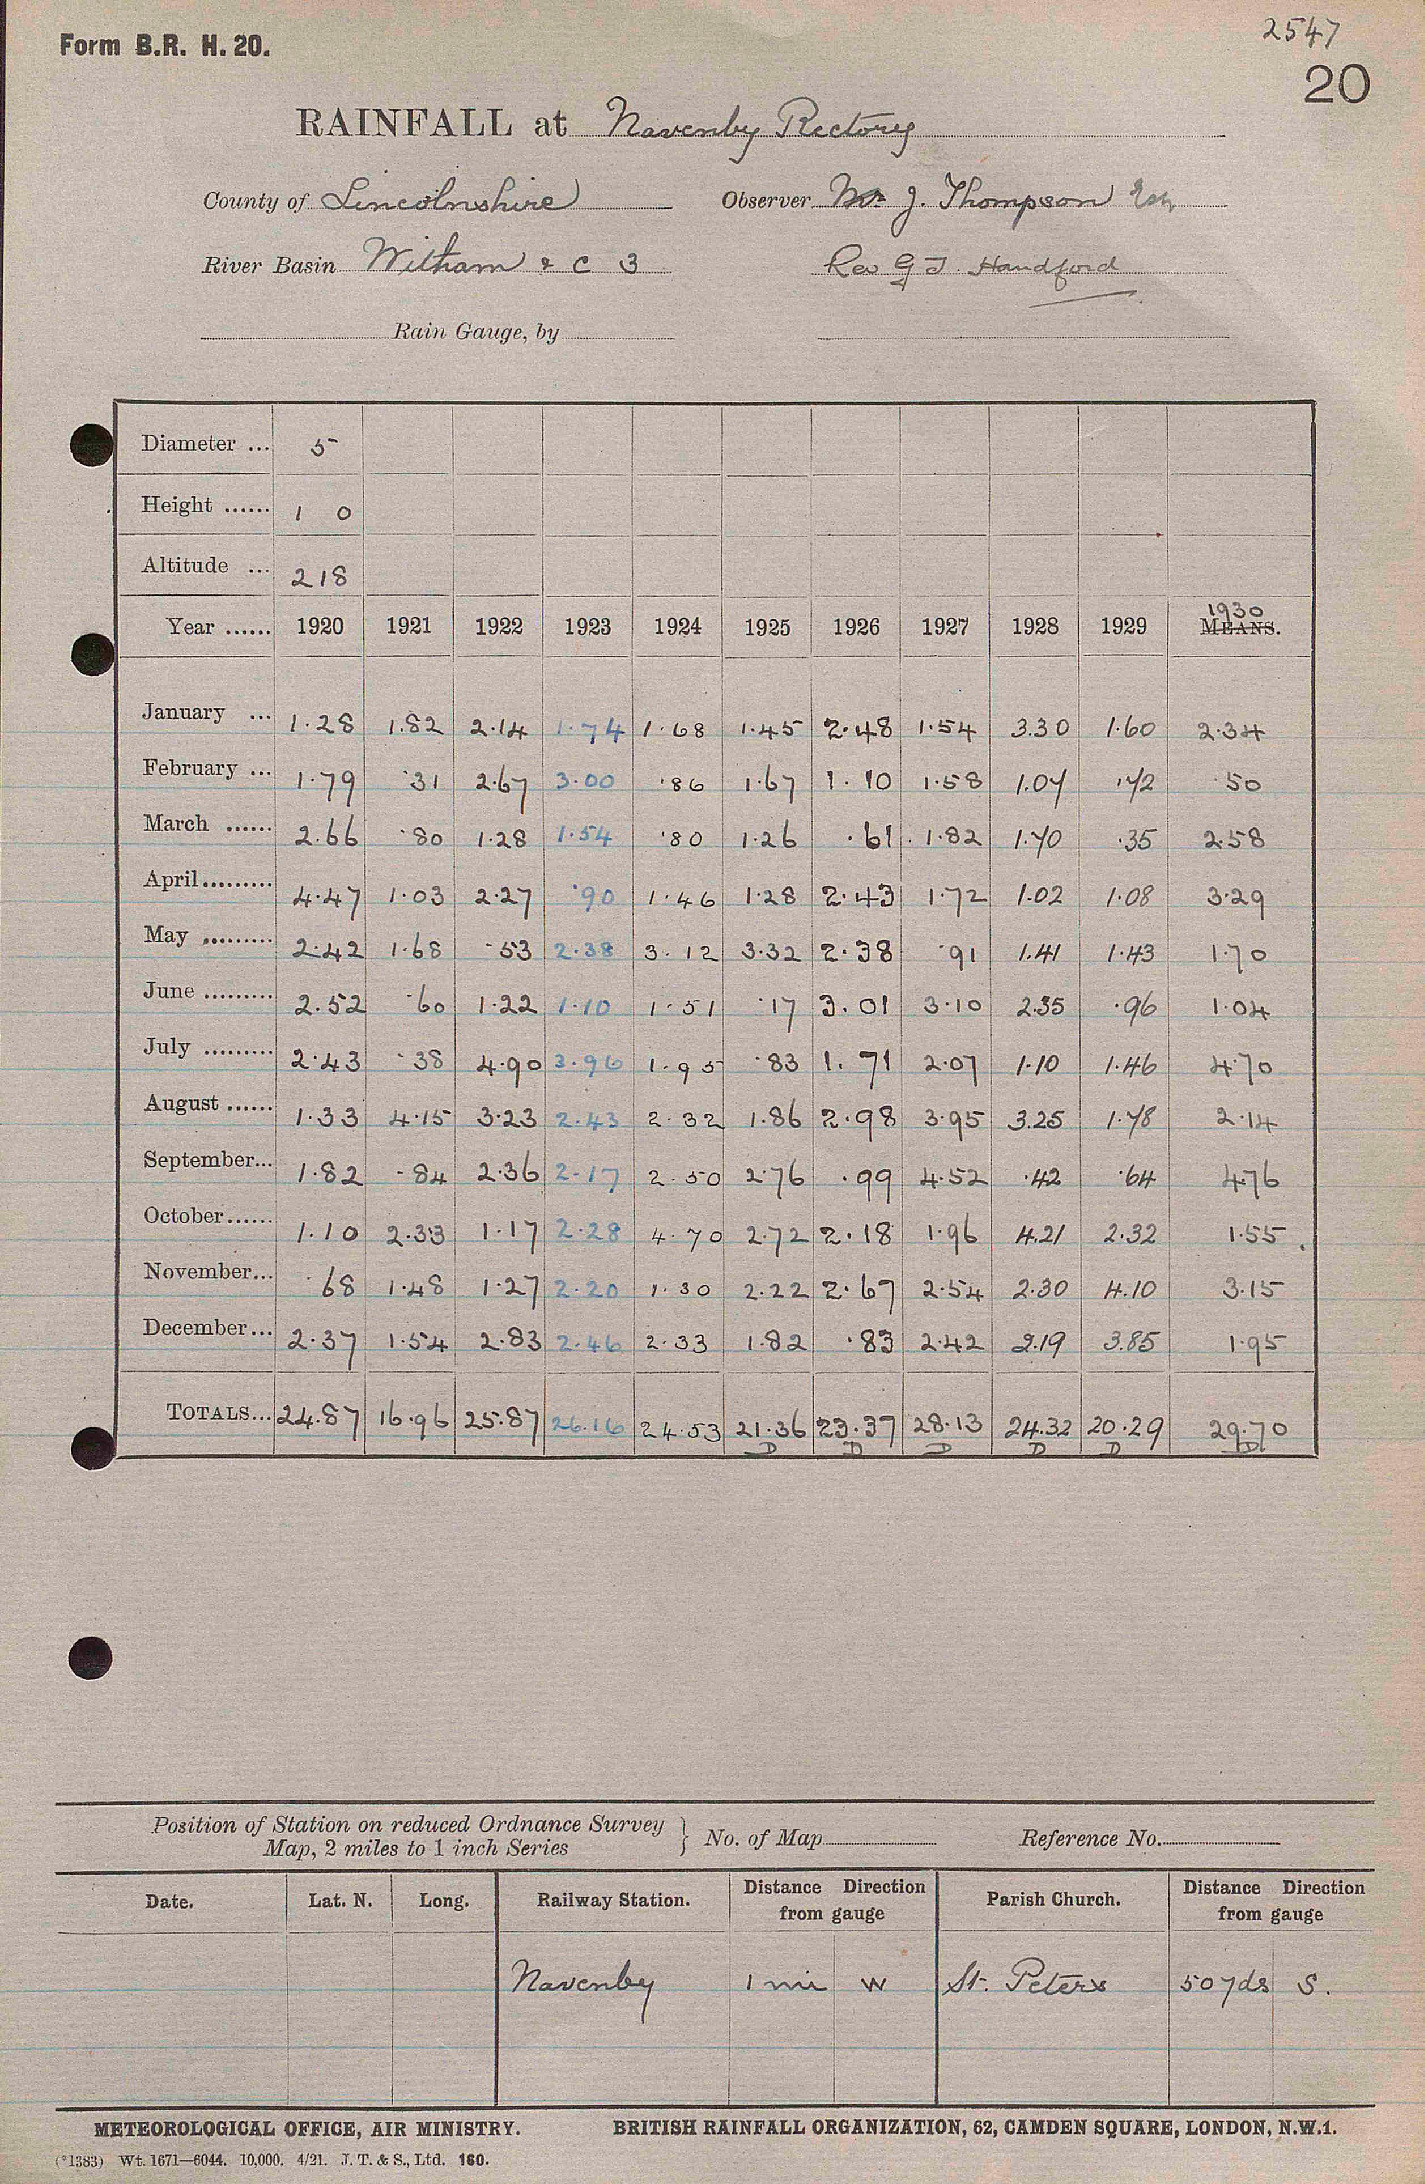 Form B.R. H. 20.
2547
20
RAINFALL at Navenby Rectory
County of Lincolnshire Observer Mr J. Thompson Esq
River Basin Witham & C 3 Rev G J Handford
Rain Gauge, by
Diameter ... 5
Height ...... 1 0
Altitude ... 218
Year ...... 1920 1921 1922 1923 1924 1925 1926 1927 1928 1929 1930 MEANS.
January ... 1.28 1.82 2.14 1.74 1.68 1.45 2.48 1.54 3.30 1.60 2.34
February ... 1.79 .31 2.67 3.00 .86 1.67 1.10 1.58 1.07 .72 .50
March ...... 2.66 .80 1.28 1.54 .80 1.26 .61 1.82 1.70 .35 2.58
April......... 4.47 1.03 2.27 .90 1.46 1.28 2.43 1.72 1.02 1.08 3.29
May ......... 2.42 1.68 .53 2.38 3.12 3.32 2.38 .91 1.41 1.43 1.70
June ......... 2.52 .60 1.22 1.10 1.51 .17 3.01 3.10 2.35 .96 1.04
July ......... 2.43 .38 4.90 3.96 1.95 .83 1.71 2.07 1.10 1.46 4.70
August ...... 1.33 4.15 3.23 2.43 2.32 1.86 2.98 3.95 3.25 1.78 2.14
September... 1.82 .84 2.36 2.17 2.50 2.76 .99 4.52 .42 .64 4.76
October...... 1.10 2.33 1.17 2.28 4.70 2.72 2.18 1.96 4.21 2.32 1.55
November... .68 1.48 1.27 2.20 1.30 2.22 2.67 2.54 2.30 4.10 3.15
December... 2.37 1.54 2.83 2.46 2.33 1.82 .83 2.42 2.19 3.85 1.95
TOTALS... 24.87 16.96 25.87 26.16 24.53 21.36 23.37 28.13 24.32 20.29 29.70
D D D D D D
Position of Station on reduced Ordnance Survey Map, 2 miles to 1 inch Series } No. of Map Reference No.
Date. Lat. N. Long. Railway Station. Distance Direction from gauge Parish Church. Distance Direction from gauge
Navenby 1 mi W St. Peters 50 yds S.
METEOROLOGICAL OFFICE, AIR MINISTRY. BRITISH RAINFALL ORGANIZATION, 62, CAMDEN SQUARE, LONDON, N.W.1.
(*1383) Wt. 1671—6044. 10,000. 4/21. J. T. & S., Ltd. 160.